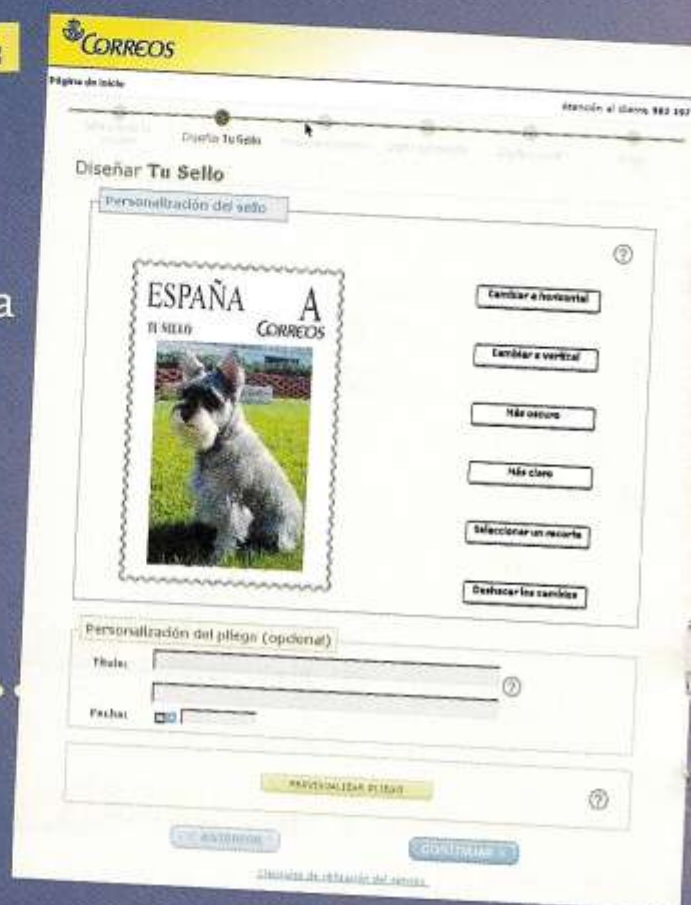 CORREOS
Página de inicio
Atención al cliente 902 197
Diseña Tu Sello
Diseñar Tu Sello
Personalización del sello
ESPAÑA A
TU SELLO CORREOS
Cambiar a horizontal
Cambiar a vertical
Más oscuro
Más claro
Seleccionar un recorte
Deshacer los cambios
a
Personalización del pliego (opcional)
Título:
Fecha:
PREVISUALIZAR PLIEGO
< ANTERIOR
CONTINUAR >